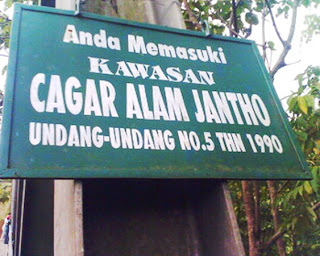 Anda Memasuki
KAWASAN
CAGAR ALAM JANTHO
UNDANG-UNDANG NO.5 THN 1990